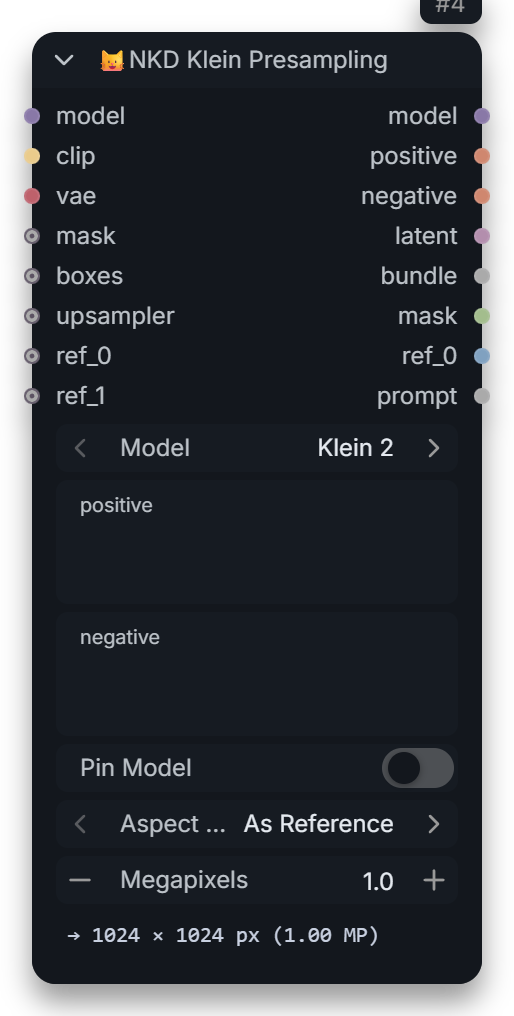 #4
NKD Klein Presampling
model model
clip positive
vae negative
mask latent
boxes bundle
upsampler mask
ref_0 ref_0
ref_1 prompt
Model Klein 2
positive
negative
Pin Model
Aspect ... As Reference
Megapixels 1.0
→ 1024 × 1024 px (1.00 MP)